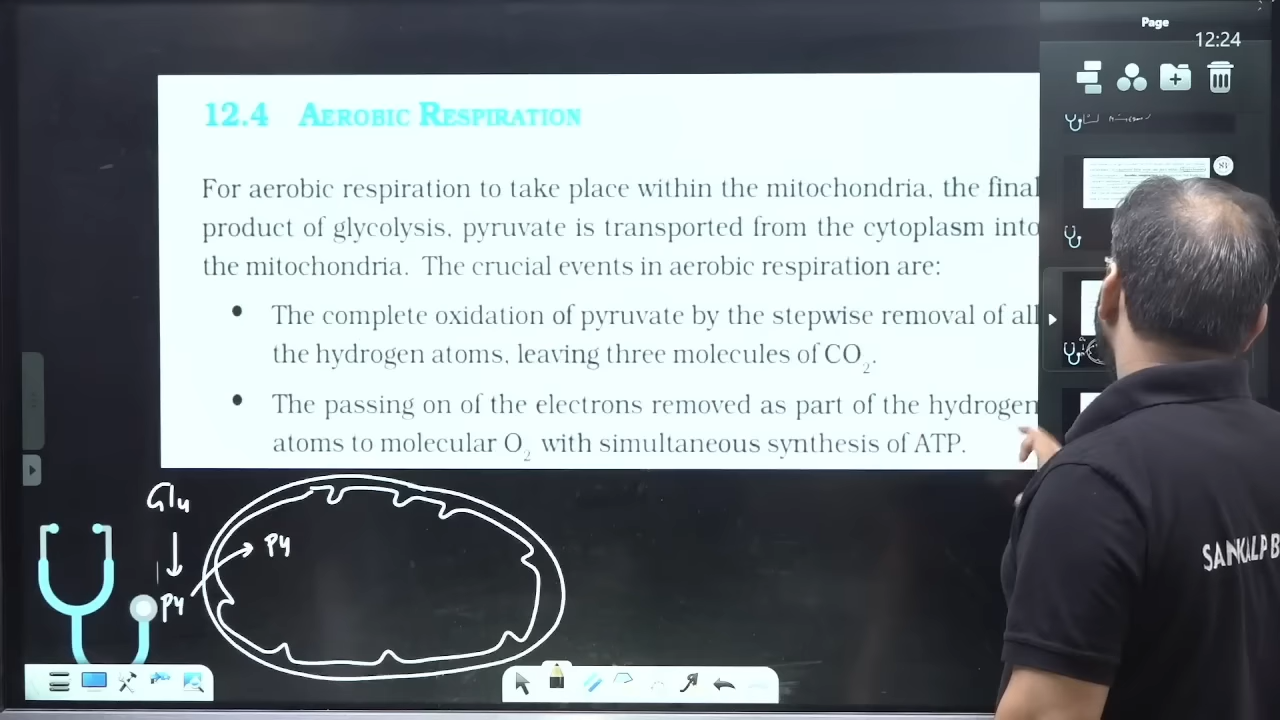 Page
12:24
12.4 AEROBIC RESPIRATION
For aerobic respiration to take place within the mitochondria, the final
product of glycolysis, pyruvate is transported from the cytoplasm into
the mitochondria. The crucial events in aerobic respiration are:
• The complete oxidation of pyruvate by the stepwise removal of all
the hydrogen atoms, leaving three molecules of CO₂.
• The passing on of the electrons removed as part of the hydrogen
atoms to molecular O₂ with simultaneous synthesis of ATP.
Glu
Py
Py
SANKALP B